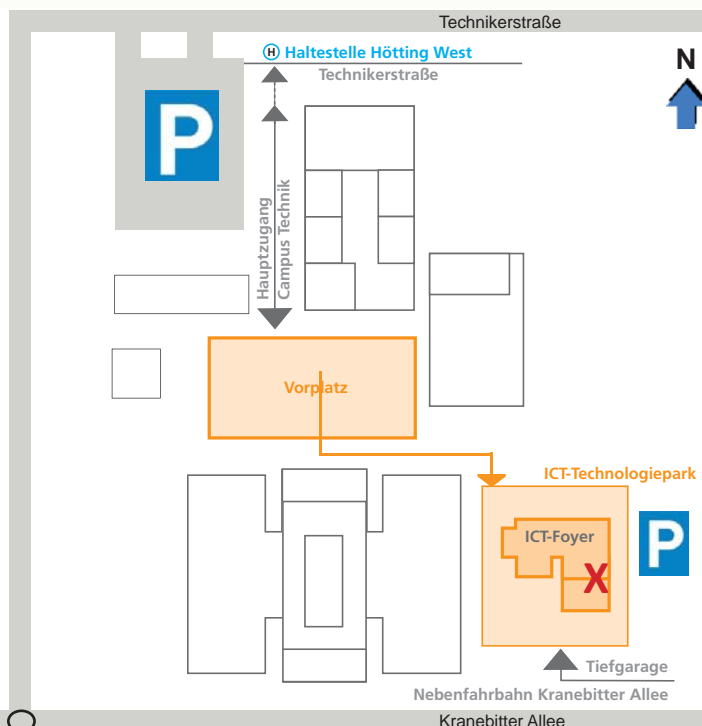 Technikerstraße
H Haltestelle Hötting West
Technikerstraße
N
P
Hauptzugang
Campus Technik
Vorplatz
ICT-Technologiepark
ICT-Foyer
P
X
Tiefgarage
Nebenfahrbahn Kranebitter Allee
Kranebitter Allee